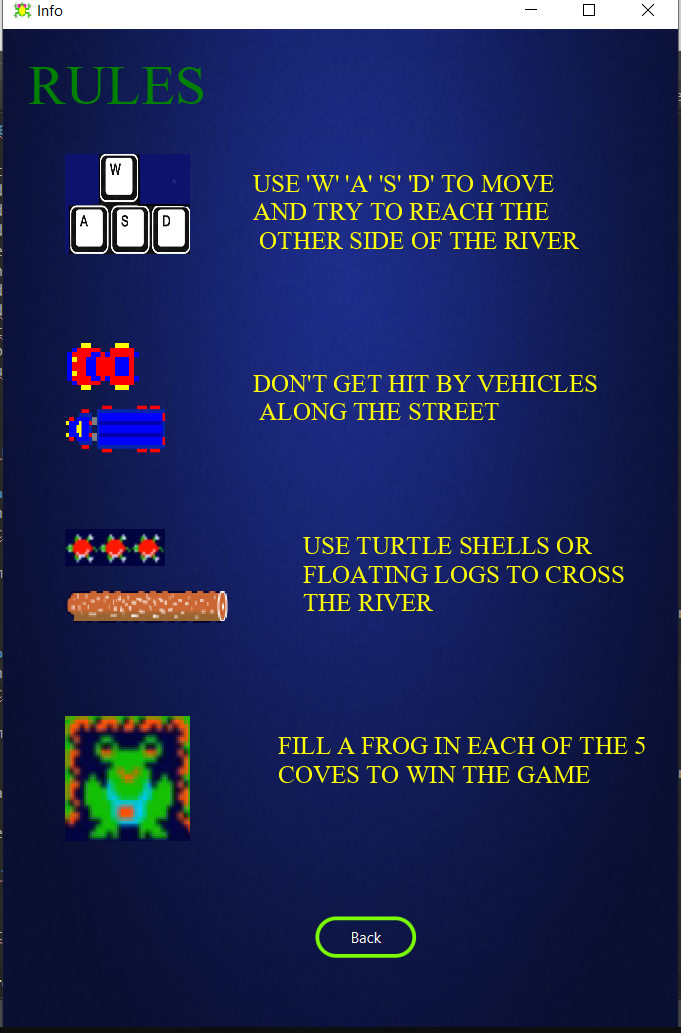 Info
RULES
W
A S D
USE 'W' 'A' 'S' 'D' TO MOVE
AND TRY TO REACH THE
OTHER SIDE OF THE RIVER
DON'T GET HIT BY VEHICLES
ALONG THE STREET
USE TURTLE SHELLS OR
FLOATING LOGS TO CROSS
THE RIVER
FILL A FROG IN EACH OF THE 5
COVES TO WIN THE GAME
Back